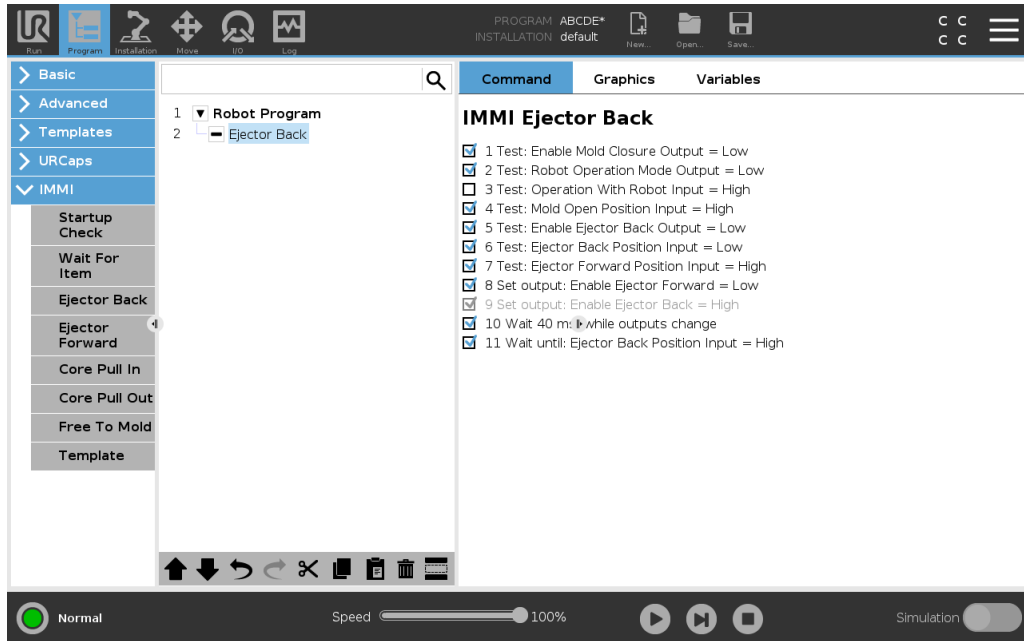 PROGRAM ABCDE*
INSTALLATION default
Run Program Installation Move I/O Log New... Open... Save...
C C
C C
Basic
Advanced
Templates
URCaps
IMMI
Startup
Check
Wait For
Item
Ejector Back
Ejector
Forward
Core Pull In
Core Pull Out
Free To Mold
Template
1 Robot Program
2 Ejector Back
Command Graphics Variables
IMMI Ejector Back
1 Test: Enable Mold Closure Output = Low
2 Test: Robot Operation Mode Output = Low
3 Test: Operation With Robot Input = High
4 Test: Mold Open Position Input = High
5 Test: Enable Ejector Back Output = Low
6 Test: Ejector Back Position Input = Low
7 Test: Ejector Forward Position Input = High
8 Set output: Enable Ejector Forward = Low
9 Set output: Enable Ejector Back = High
10 Wait 40 ms while outputs change
11 Wait until: Ejector Back Position Input = High
Normal Speed 100% Simulation